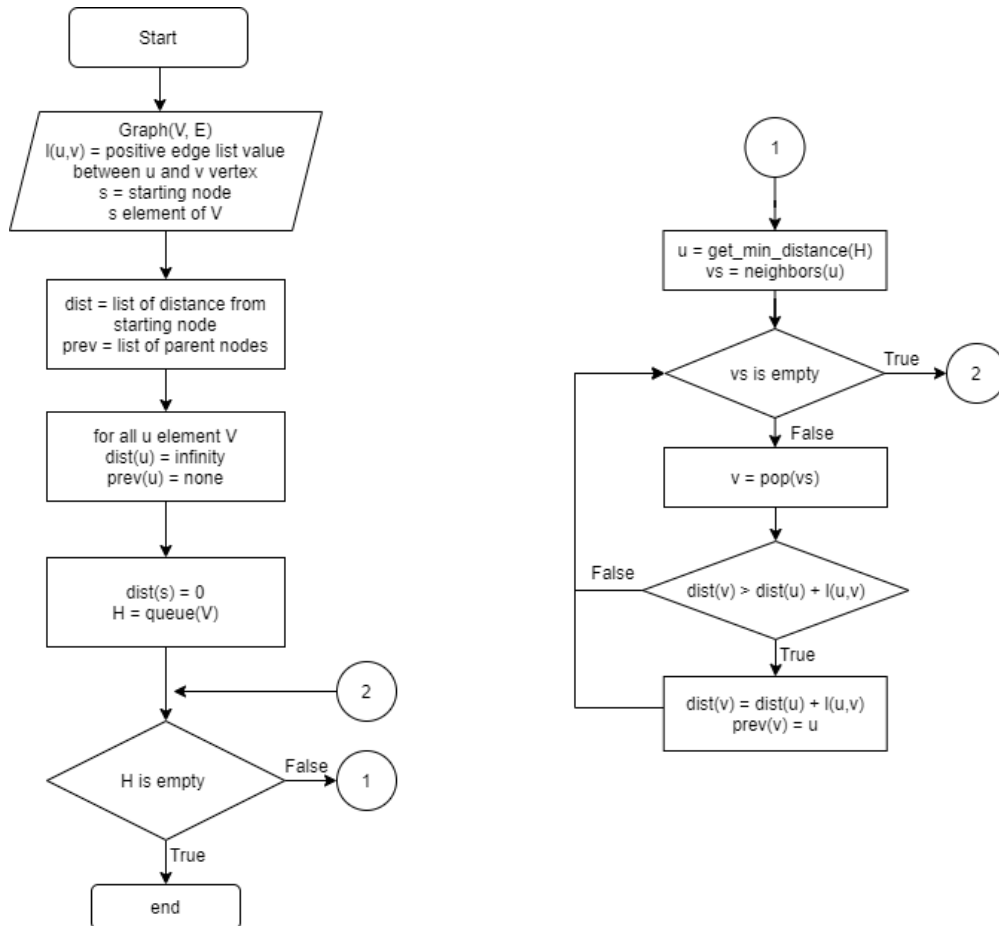 Start
Graph(V, E)
l(u,v) = positive edge list value
between u and v vertex
s = starting node
s element of V
dist = list of distance from
starting node
prev = list of parent nodes
for all u element V
dist(u) = infinity
prev(u) = none
dist(s) = 0
H = queue(V)
2
H is empty
False
1
True
end
1
u = get_min_distance(H)
vs = neighbors(u)
vs is empty
True
2
False
v = pop(vs)
False
dist(v) > dist(u) + l(u,v)
True
dist(v) = dist(u) + l(u,v)
prev(v) = u